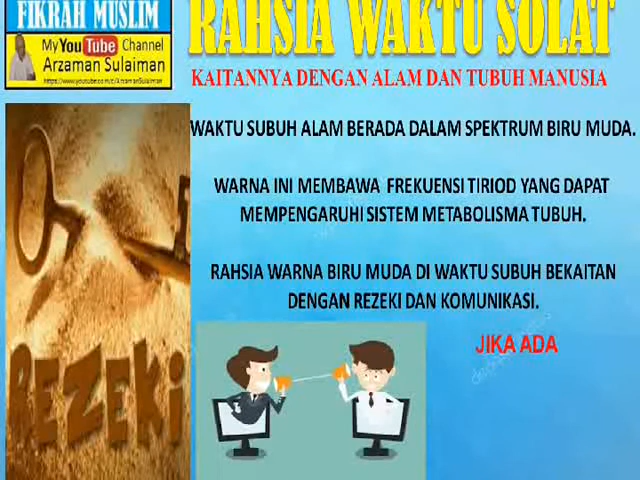 FIKRAH MUSLIM
My YouTube Channel
Arzaman Sulaiman
RAHSIA WAKTU SOLAT
KAITANNYA DENGAN ALAM DAN TUBUH MANUSIA
WAKTU SUBUH ALAM BERADA DALAM SPEKTRUM BIRU MUDA.
WARNA INI MEMBAWA FREKUENSI TIRIOD YANG DAPAT
MEMPENGARUHI SISTEM METABOLISMA TUBUH.
RAHSIA WARNA BIRU MUDA DI WAKTU SUBUH BEKAITAN
DENGAN REZEKI DAN KOMUNIKASI.
JIKA ADA
REZEKI